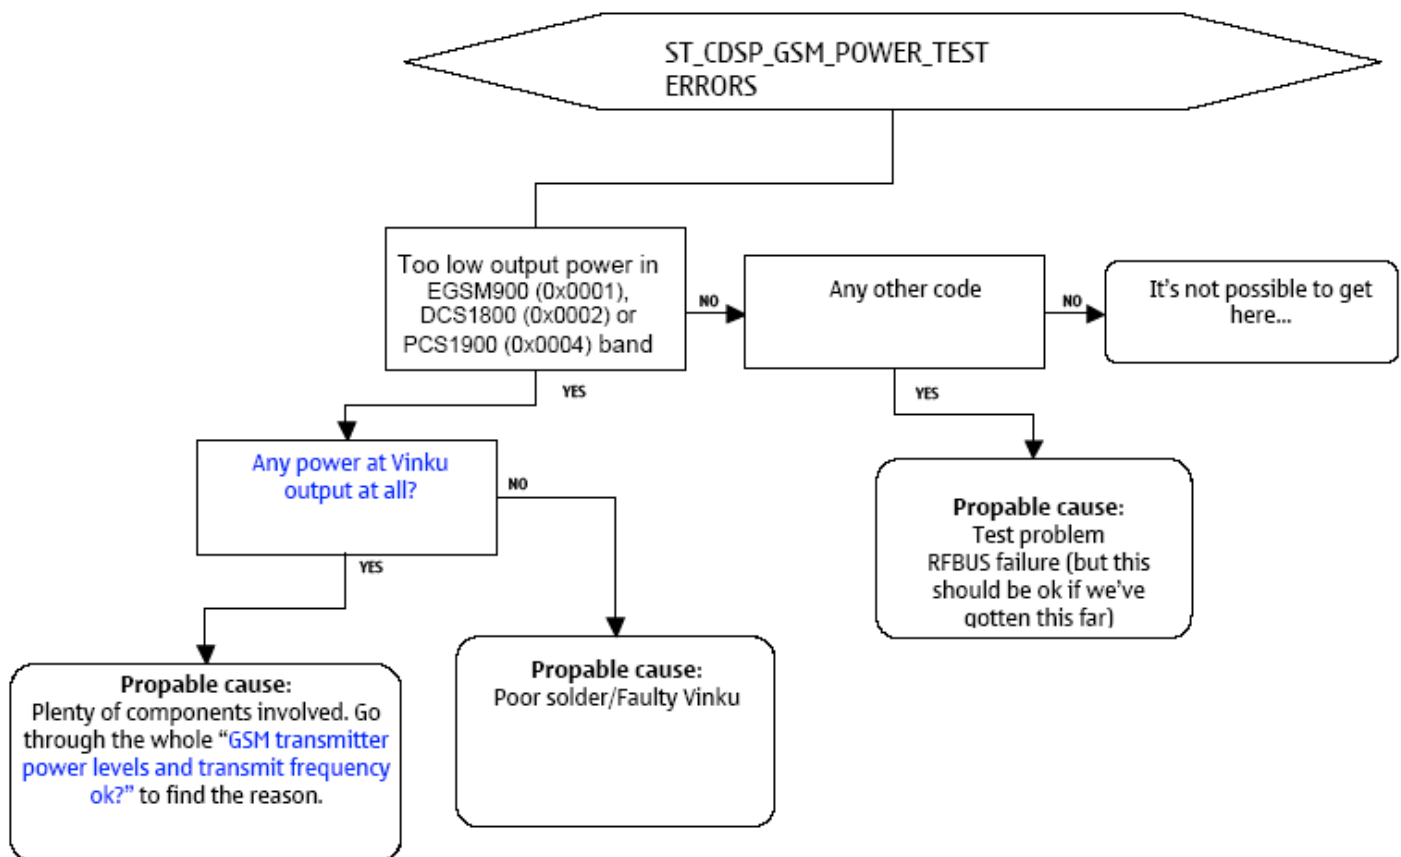 ST_CDSP_GSM_POWER_TEST
ERRORS
Too low output power in
EGSM900 (0x0001),
DCS1800 (0x0002) or
PCS1900 (0x0004) band
NO
Any other code
NO
It's not possible to get
here...
YES
YES
Any power at Vinku
output at all?
NO
YES
Propable cause:
Test problem
RFBUS failure (but this
should be ok if we've
gotten this far)
Propable cause:
Plenty of components involved. Go
through the whole “GSM transmitter
power levels and transmit frequency
ok?” to find the reason.
Propable cause:
Poor solder/Faulty Vinku